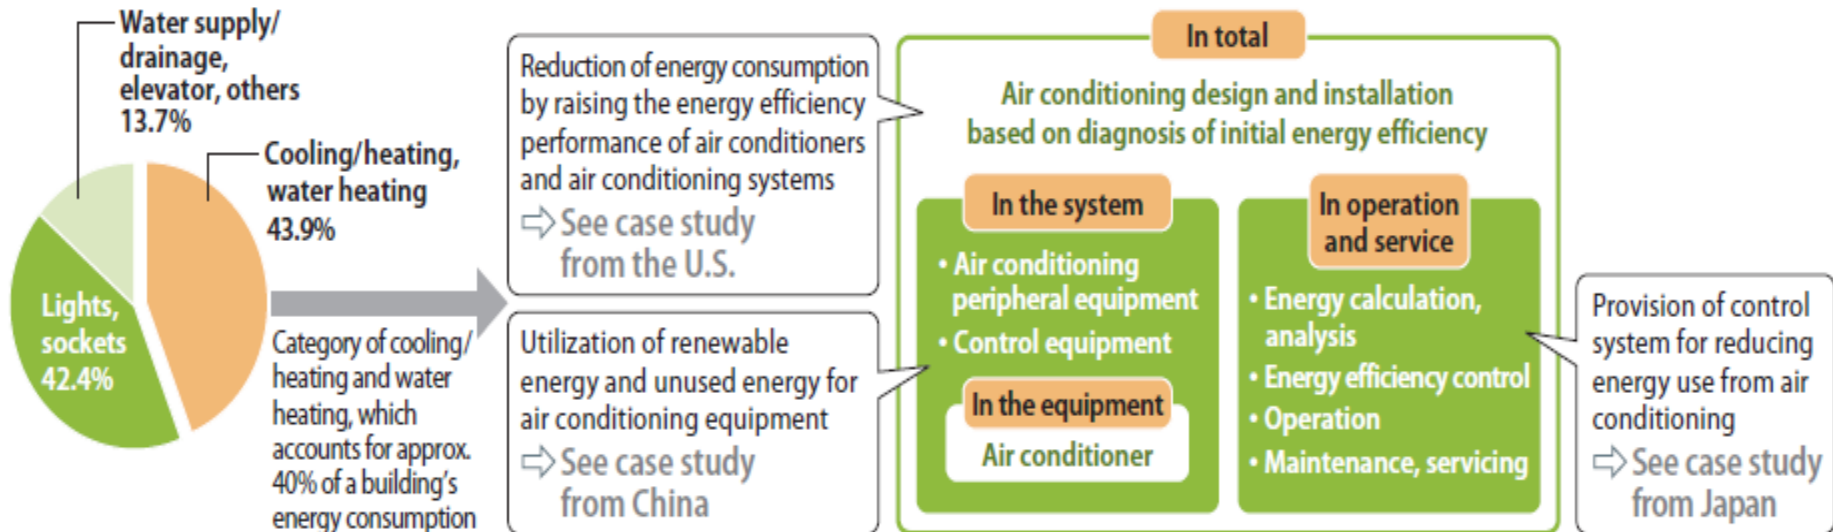 Water supply/
drainage,
elevator, others
13.7%
Cooling/heating,
water heating
43.9%
Lights,
sockets
42.4%
Category of cooling/
heating and water
heating, which
accounts for approx.
40% of a building's
energy consumption
Reduction of energy consumption
by raising the energy efficiency
performance of air conditioners
and air conditioning systems
⇨ See case study
from the U.S.
Utilization of renewable
energy and unused energy for
air conditioning equipment
⇨ See case study
from China
In total
Air conditioning design and installation
based on diagnosis of initial energy efficiency
In the system
• Air conditioning
peripheral equipment
• Control equipment
In the equipment
Air conditioner
In operation
and service
• Energy calculation,
analysis
• Energy efficiency control
• Operation
• Maintenance, servicing
Provision of control
system for reducing
energy use from air
conditioning
⇨ See case study
from Japan